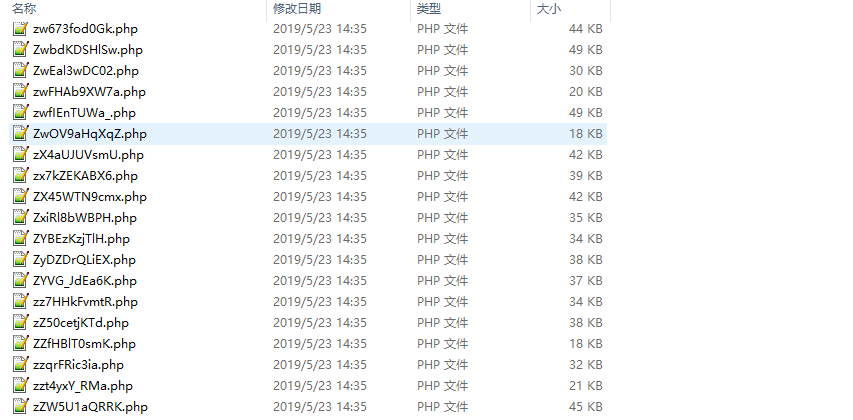 名称 修改日期 类型 大小
zw673fod0Gk.php 2019/5/23 14:35 PHP 文件 44 KB
ZwbdKDSHlSw.php 2019/5/23 14:35 PHP 文件 49 KB
ZwEal3wDC02.php 2019/5/23 14:35 PHP 文件 30 KB
zwFHAb9XW7a.php 2019/5/23 14:35 PHP 文件 20 KB
zwfIEnTUWa_.php 2019/5/23 14:35 PHP 文件 49 KB
ZwOV9aHqXqZ.php 2019/5/23 14:35 PHP 文件 18 KB
zX4aUJUVsmU.php 2019/5/23 14:35 PHP 文件 42 KB
zx7kZEKABX6.php 2019/5/23 14:35 PHP 文件 39 KB
ZX45WTN9cmx.php 2019/5/23 14:35 PHP 文件 42 KB
ZxiRl8bWBPH.php 2019/5/23 14:35 PHP 文件 35 KB
ZYBEzKzjTlH.php 2019/5/23 14:35 PHP 文件 34 KB
ZyDZDrQLiEX.php 2019/5/23 14:35 PHP 文件 38 KB
ZYVG_JdEa6K.php 2019/5/23 14:35 PHP 文件 37 KB
zz7HHkFvmtR.php 2019/5/23 14:35 PHP 文件 34 KB
zZ50cetjKTd.php 2019/5/23 14:35 PHP 文件 38 KB
ZZfHBlT0smK.php 2019/5/23 14:35 PHP 文件 18 KB
zzqrFRic3ia.php 2019/5/23 14:35 PHP 文件 32 KB
zzt4yxY_RMa.php 2019/5/23 14:35 PHP 文件 21 KB
zZW5U1aQRRK.php 2019/5/23 14:35 PHP 文件 45 KB